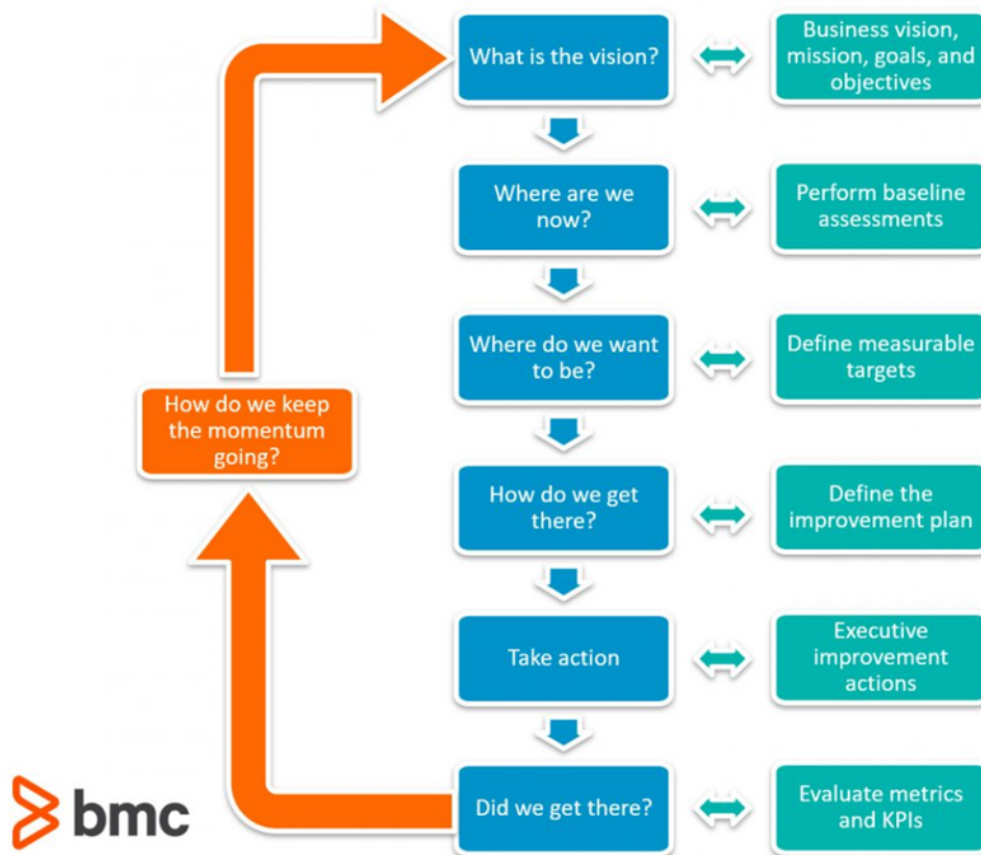 What is the vision?
Business vision,
mission, goals, and
objectives
Where are we
now?
Perform baseline
assessments
Where do we want
to be?
Define measurable
targets
How do we keep
the momentum
going?
How do we get
there?
Define the
improvement plan
Take action
Executive
improvement
actions
Did we get there?
Evaluate metrics
and KPIs
bmc